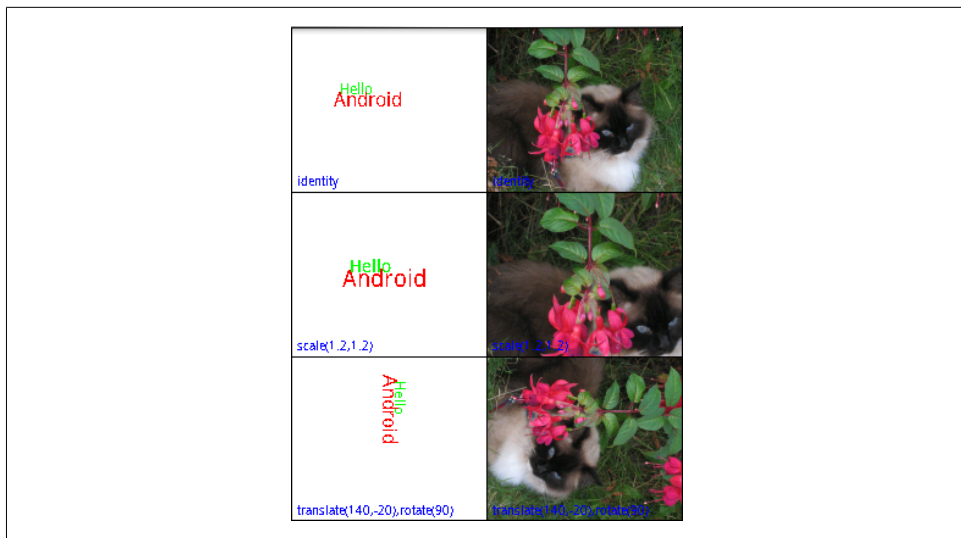 Hello
Android
identity
identity
Hello
Android
scale(1.2,1.2)
scale(1.2,1.2)
Hello
Android
translate(140,-20),rotate(90)
translate(140,-20),rotate(90)